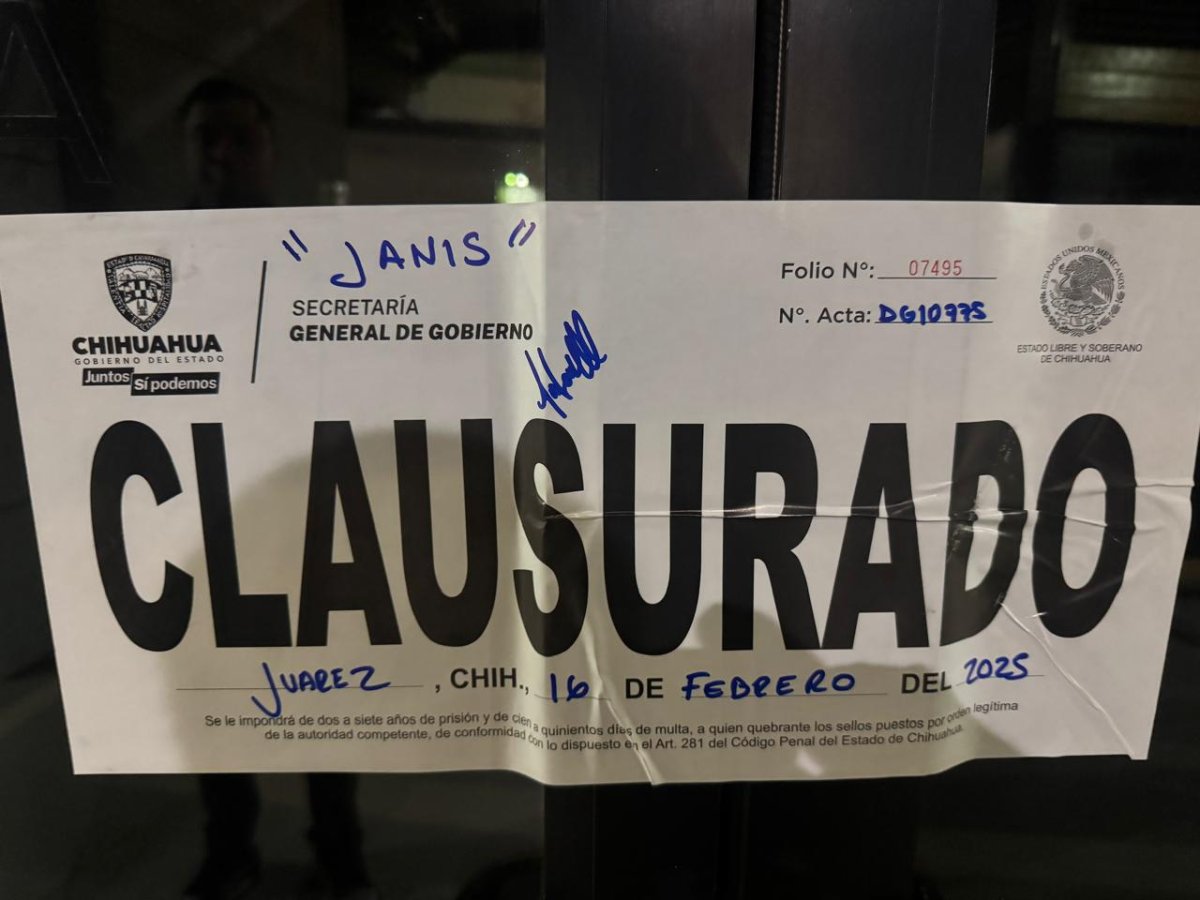 "JANIS"
SECRETARÍA
GENERAL DE GOBIERNO
CHIHUAHUA
GOBIERNO DEL ESTADO
Juntos Sí podemos
Folio Nº: 07495
Nº. Acta: DG10775
ESTADOS UNIDOS MEXICANOS
ESTADO LIBRE Y SOBERANO
DE CHIHUAHUA
CLAUSURADO
JUAREZ, CHIH., 16 DE FEBRERO DEL 2025
Se le impondrá de dos a siete años de prisión y de cien a quinientos días de multa, a quien quebrante los sellos puestos por orden legítima
de la autoridad competente, de conformidad con lo dispuesto en el Art. 281 del Código Penal del Estado de Chihuahua.